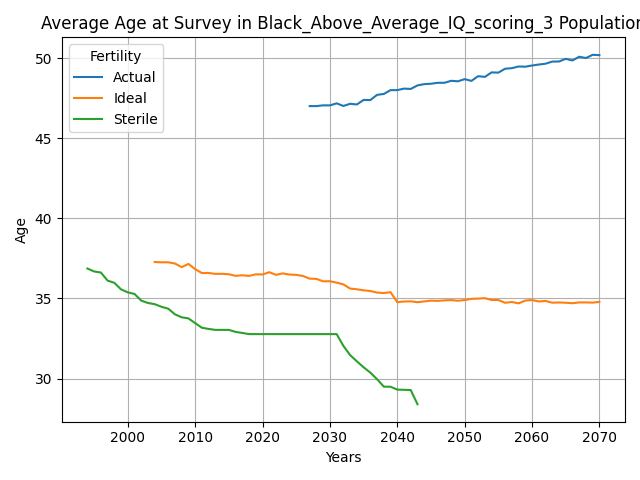 Average Age at Survey in Black_Above_Average_IQ_scoring_3 Population
Fertility
Actual
Ideal
Sterile
50
45
40
35
30
Age
2000 2010 2020 2030 2040 2050 2060 2070
Years